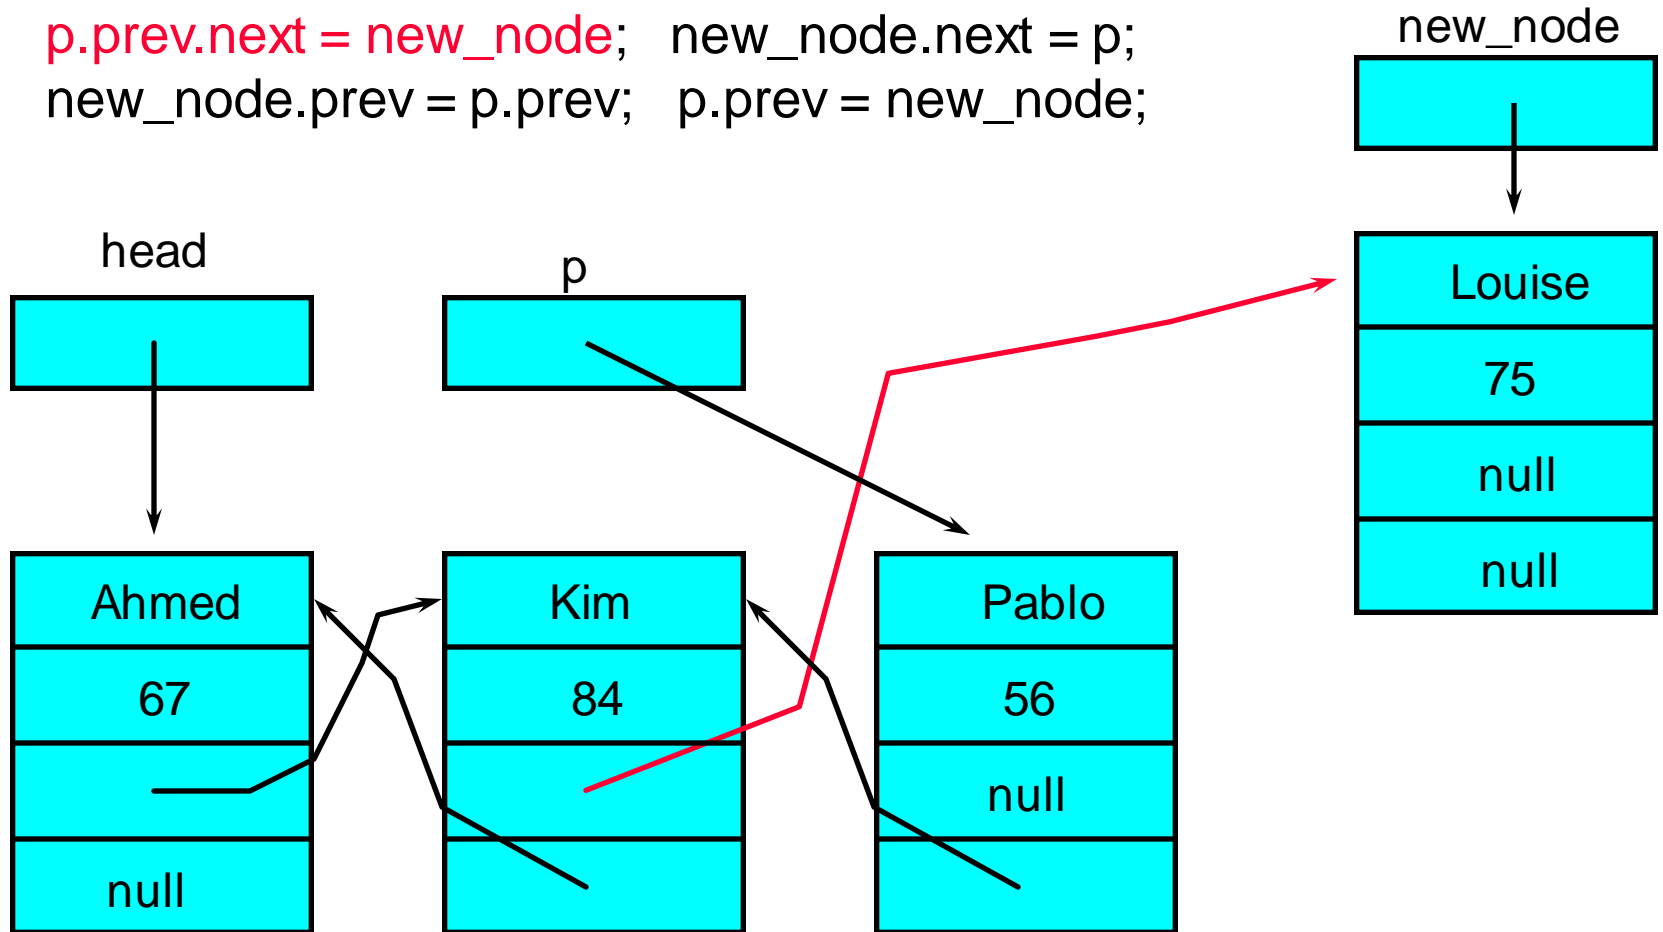 p.prev.next = new_node;   new_node.next = p;
new_node.prev = p.prev;   p.prev = new_node;
new_node
head
p
Louise
75
null
null
Ahmed
67
null
Kim
84
Pablo
56
null